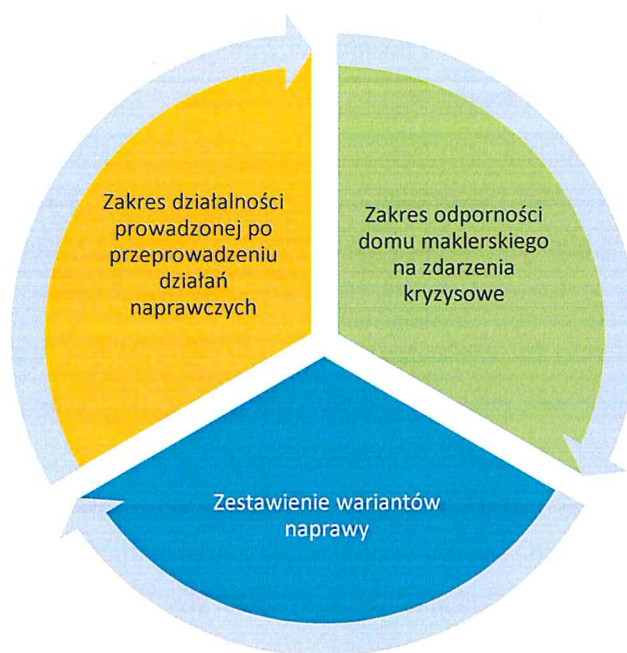 Zakres działalności
prowadzonej po
przeprowadzeniu
działań
naprawczych
Zakres odporności
domu maklerskiego
na zdarzenia
kryzysowe
Zestawienie wariantów
naprawy